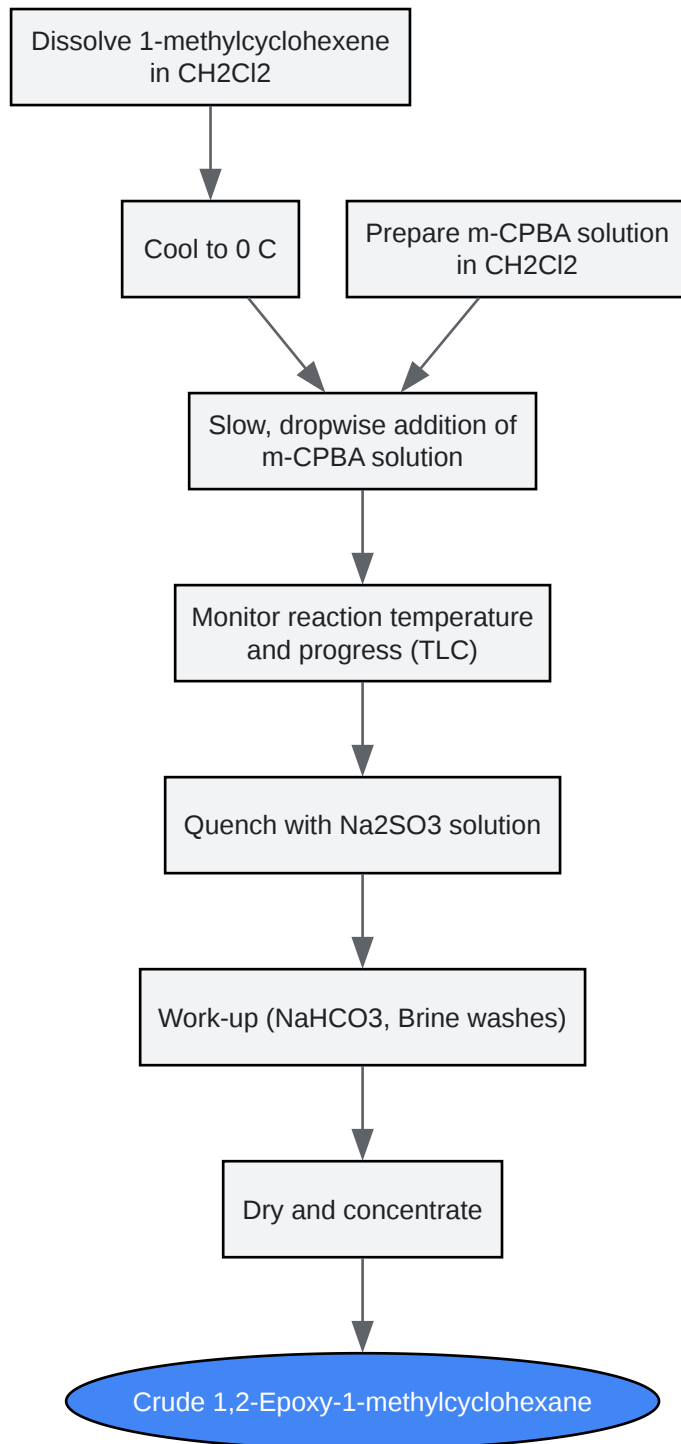 Dissolve 1-methylcyclohexene
in CH2Cl2
Cool to 0 C
Prepare m-CPBA solution
in CH2Cl2
Slow, dropwise addition of
m-CPBA solution
Monitor reaction temperature
and progress (TLC)
Quench with Na2SO3 solution
Work-up (NaHCO3, Brine washes)
Dry and concentrate
Crude 1,2-Epoxy-1-methylcyclohexane